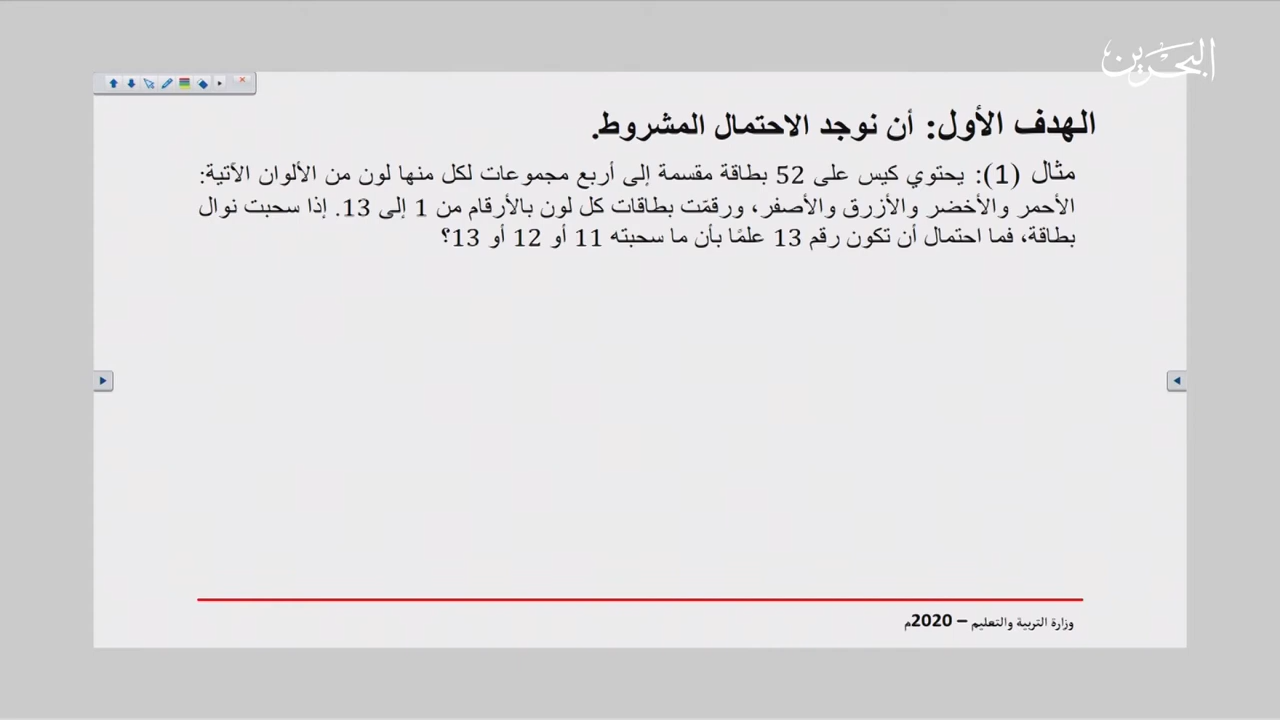 البحرين
الهدف الأول: أن نوجد الاحتمال المشروط.
مثال (1): يحتوي كيس على 52 بطاقة مقسمة إلى أربع مجموعات لكل منها لون من الألوان الآتية:
الأحمر والأخضر والأزرق والأصفر، ورقمّت بطاقات كل لون بالأرقام من 1 إلى 13. إذا سحبت نوال
بطاقة، فما احتمال أن تكون رقم 13 علمًا بأن ما سحبته 11 أو 12 أو 13؟
وزارة التربية والتعليم – 2020م